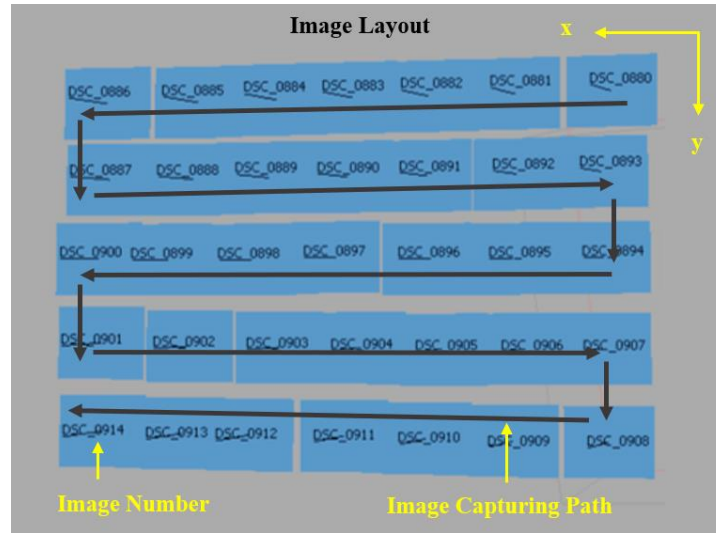 Image Layout
x
y
DSC_0886 DSC_0885 DSC_0884 DSC_0883 DSC_0882 DSC_0881 DSC_0880
DSC_0887 DSC_0888 DSC_0889 DSC_0890 DSC_0891 DSC_0892 DSC_0893
DSC_0900 DSC_0899 DSC_0898 DSC_0897 DSC_0896 DSC_0895 DSC_0894
DSC_0901 DSC_0902 DSC_0903 DSC_0904 DSC_0905 DSC_0906 DSC_0907
DSC_0914 DSC_0913 DSC_0912 DSC_0911 DSC_0910 DSC_0909 DSC_0908
Image Number Image Capturing Path